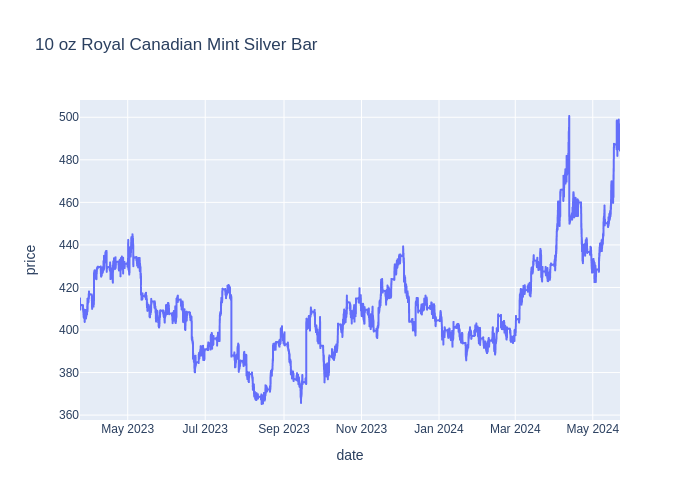 10 oz Royal Canadian Mint Silver Bar
500
480
460
440
420
400
380
360
price
May 2023
Jul 2023
Sep 2023
Nov 2023
Jan 2024
Mar 2024
May 2024
date